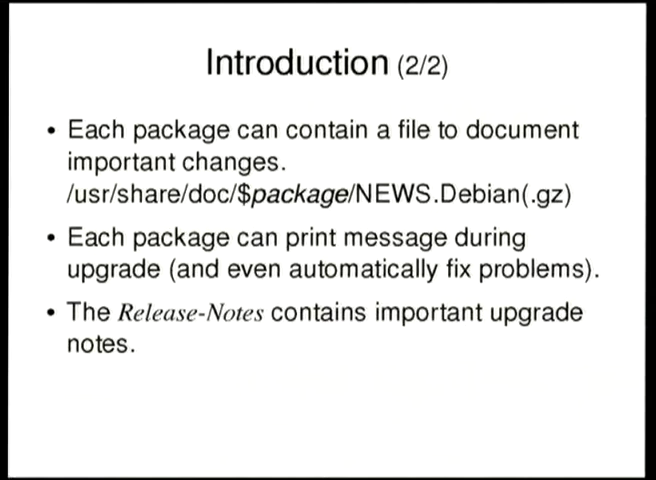 Introduction (2/2)
• Each package can contain a file to document
important changes.
/usr/share/doc/$package/NEWS.Debian(.gz)
• Each package can print message during
upgrade (and even automatically fix problems).
• The Release-Notes contains important upgrade
notes.